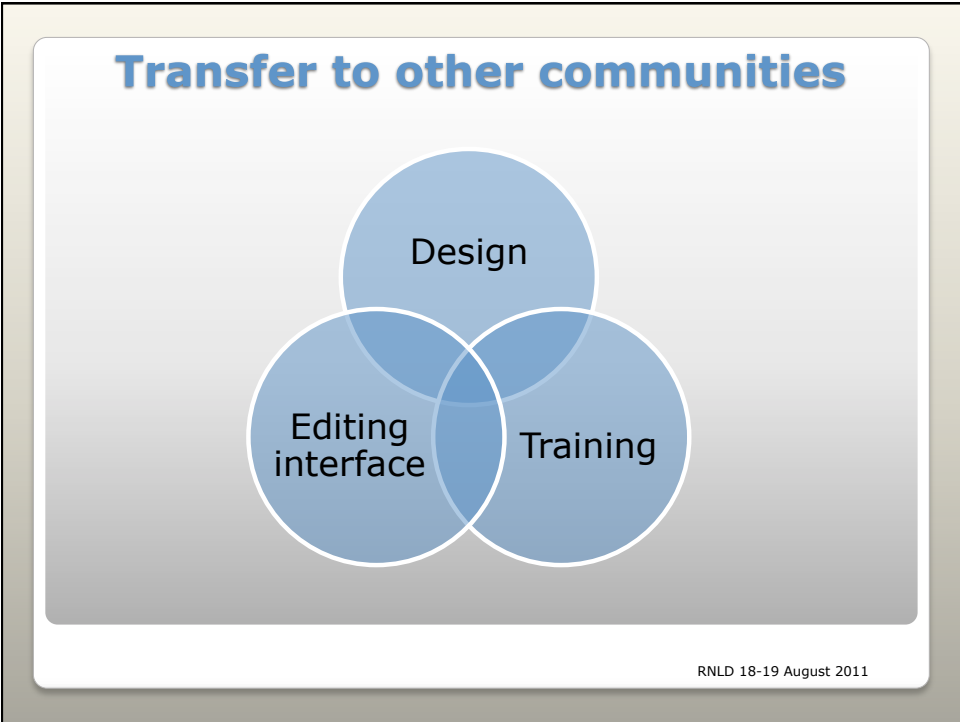 Transfer to other communities
Design
Editing
interface
Training
RNLD 18-19 August 2011